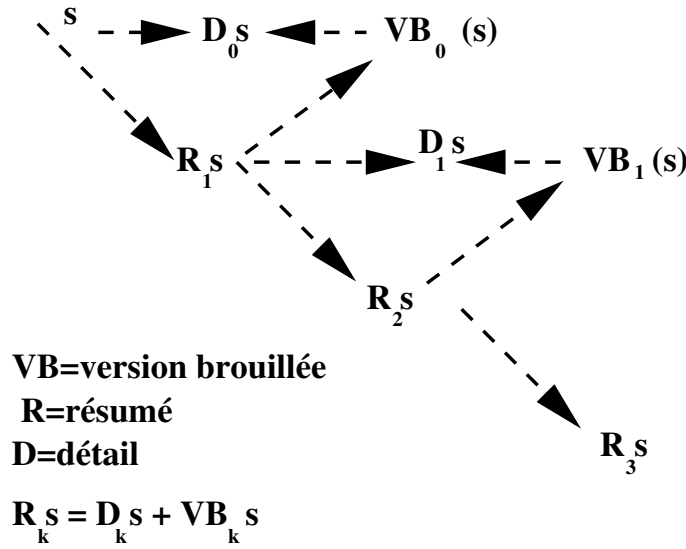 s D₀s VB₀ (s)
R₁s D₁s VB₁ (s)
R₂s
VB=version brouillée
R=résumé
D=détail
R₃s
Rₖs = Dₖs + VBₖs